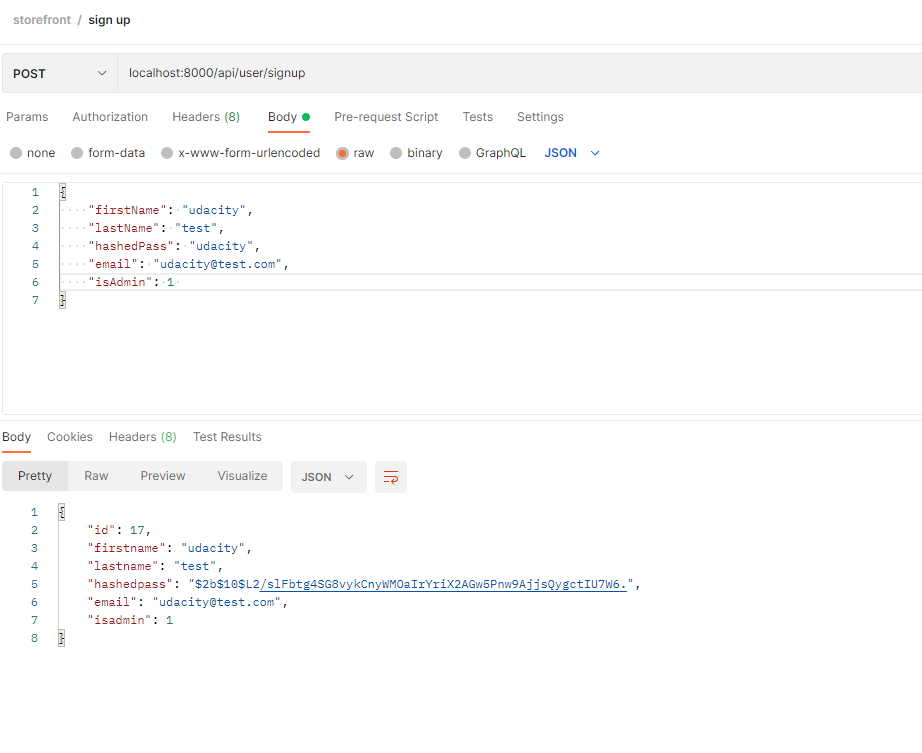 storefront / sign up
POST localhost:8000/api/user/signup
Params Authorization Headers (8) Body Pre-request Script Tests Settings
none form-data x-www-form-urlencoded raw binary GraphQL JSON
1 {
2 "firstName": "udacity",
3 "lastName": "test",
4 "hashedPass": "udacity",
5 "email": "udacity@test.com",
6 "isAdmin": 1
7 }
Body Cookies Headers (8) Test Results
Pretty Raw Preview Visualize JSON
1 {
2 "id": 17,
3 "firstname": "udacity",
4 "lastname": "test",
5 "hashedpass": "$2b$10$L2/slFbtg4SG8vykCnyWMOaIrYriX2AGw5Pnw9AjjsQygctIU7W6.",
6 "email": "udacity@test.com",
7 "isadmin": 1
8 }